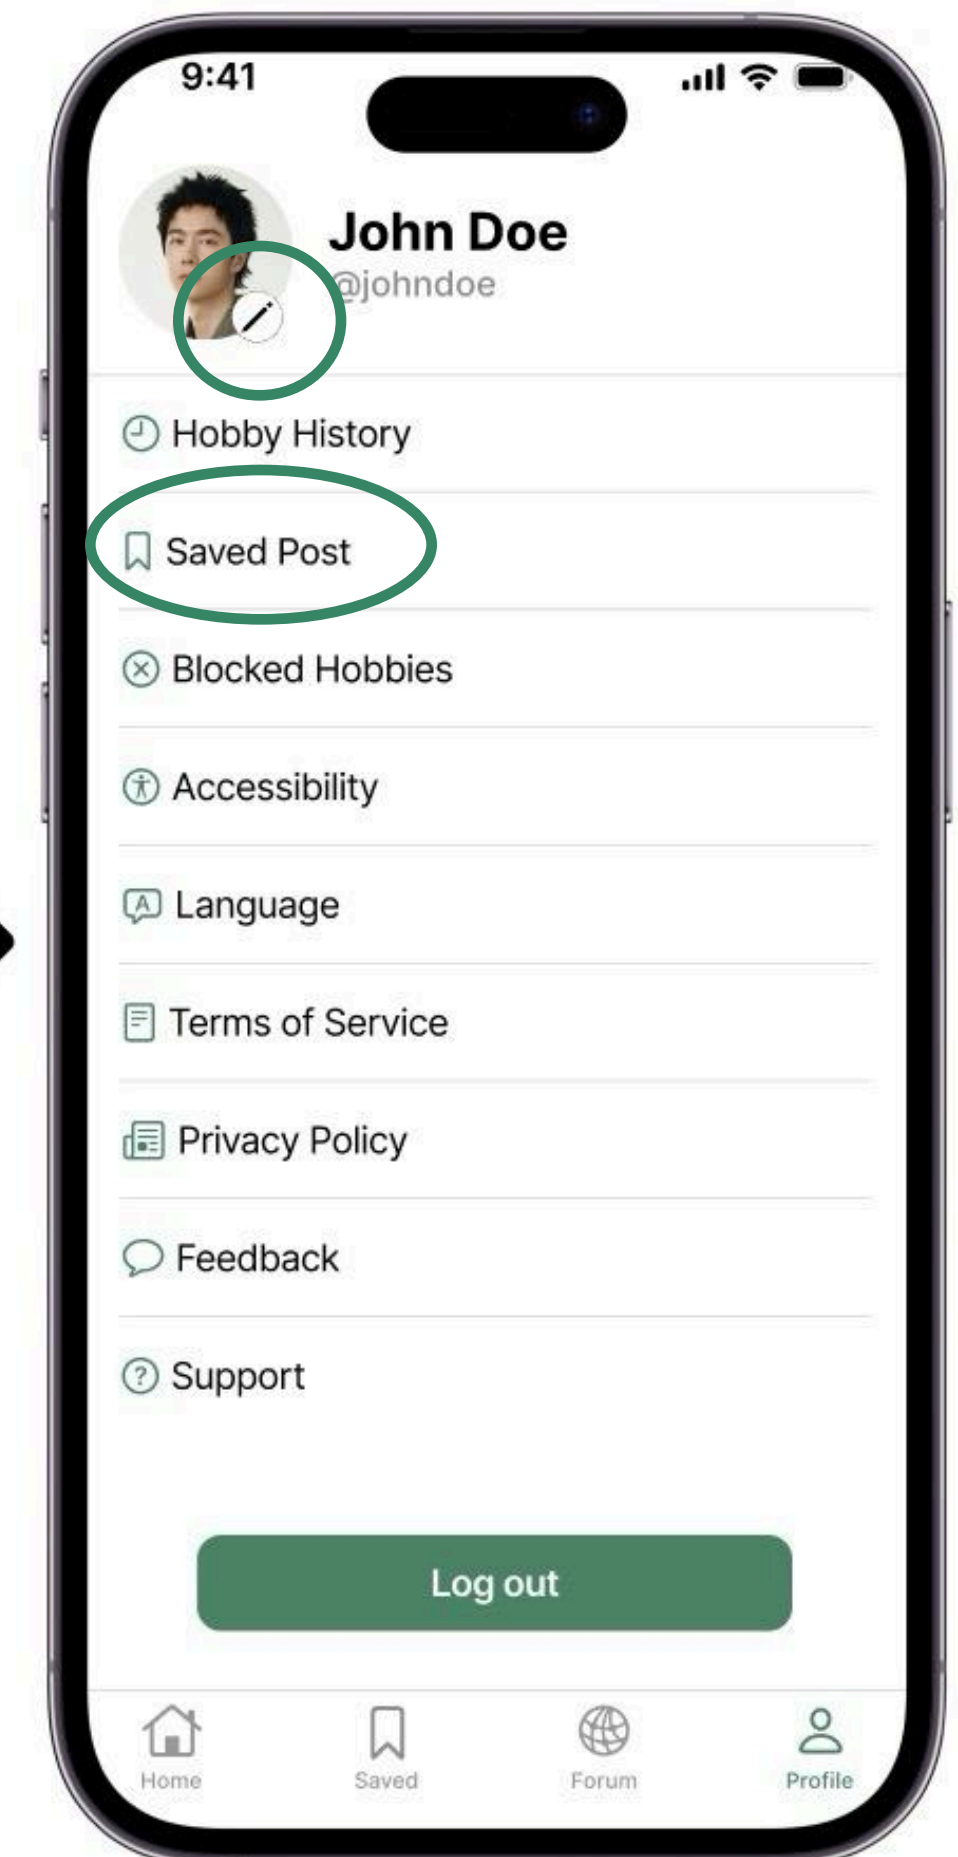 9:41
John Doe
@johndoe
Hobby History
Saved Post
Blocked Hobbies
Accessibility
A Language
Terms of Service
Privacy Policy
Feedback
? Support
Log out
Home Saved Forum Profile